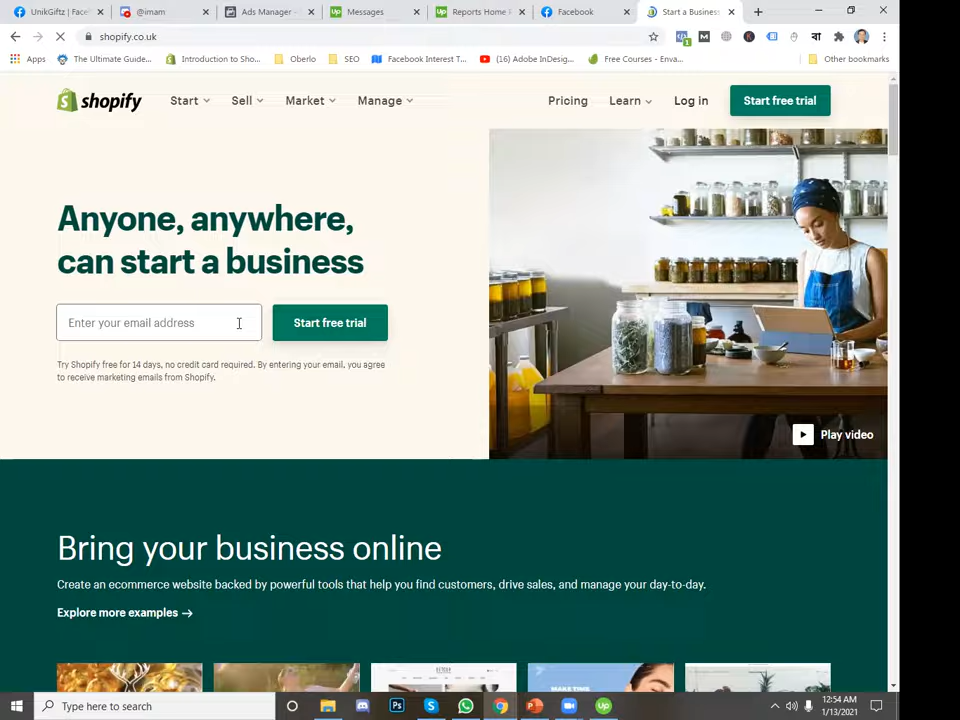 UnikGiftz | Face
@imam
Ads Manager -
Messages
Reports Home F
Facebook
Start a Business
shopify.co.uk
Apps
The Ultimate Guide...
Introduction to Sho...
Oberlo
SEO
Facebook Interest T...
(16) Adobe InDesig...
Free Courses - Enva...
Other bookmarks
shopify
Start
Sell
Market
Manage
Pricing
Learn
Log in
Start free trial
Anyone, anywhere,
can start a business
Enter your email address
Start free trial
Try Shopify free for 14 days, no credit card required. By entering your email, you agree
to receive marketing emails from Shopify.
Play video
Bring your business online
Create an ecommerce website backed by powerful tools that help you find customers, drive sales, and manage your day-to-day.
Explore more examples →
Type here to search
12:54 AM
1/13/2021